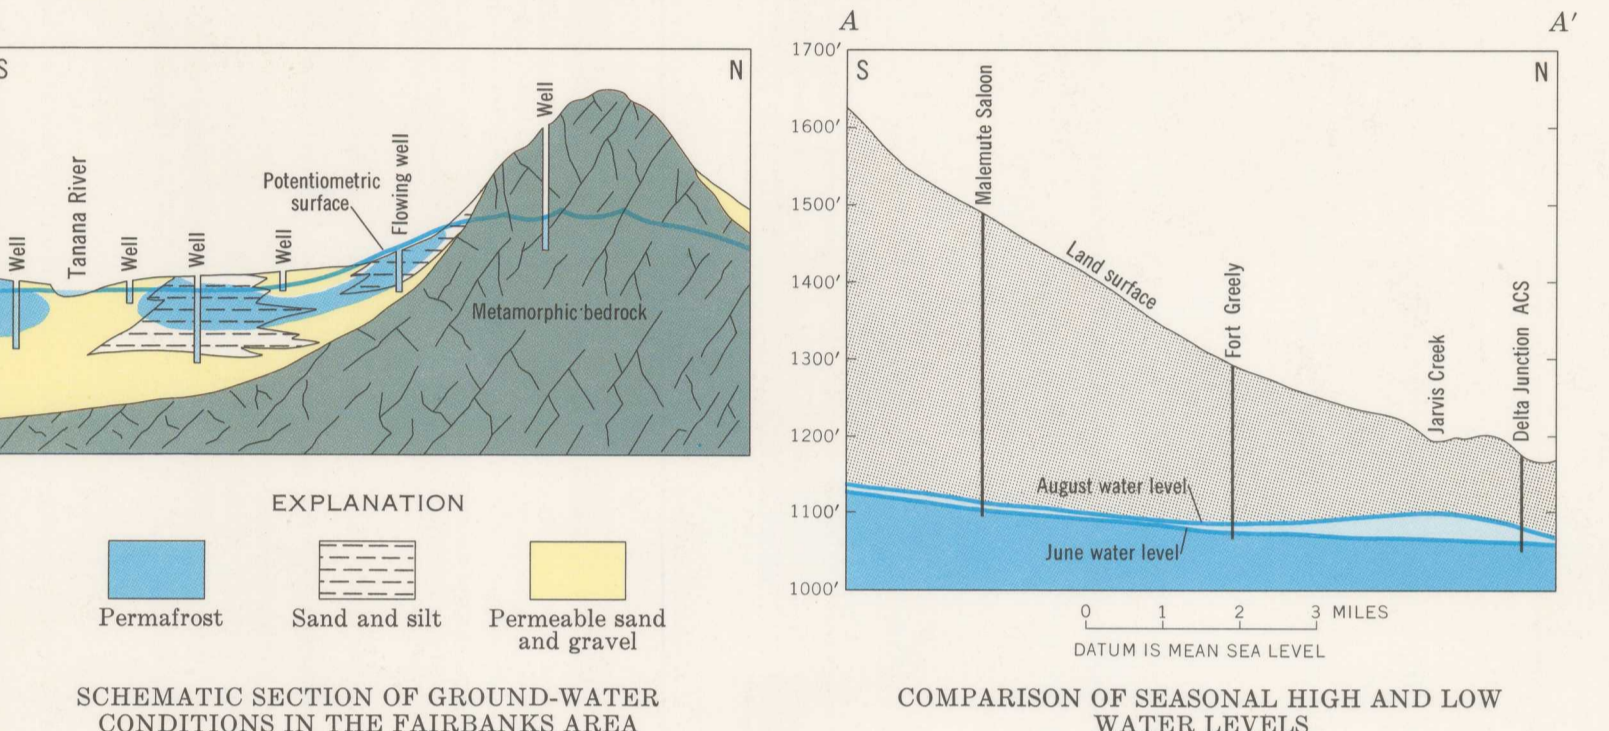 S
N
Well
Tanana River
Well
Well
Well
Potentiometric
surface
Flowing well
Well
Metamorphic bedrock
EXPLANATION
Permafrost
Sand and silt
Permeable sand
and gravel
SCHEMATIC SECTION OF GROUND-WATER
CONDITIONS IN THE FAIRBANKS AREA
A
A′
1700′
1600′
1500′
1400′
1300′
1200′
1100′
1000′
S
N
Malemute Saloon
Land surface
Fort Greely
Jarvis Creek
Delta Junction ACS
August water level
June water level
0 1 2 3 MILES
DATUM IS MEAN SEA LEVEL
COMPARISON OF SEASONAL HIGH AND LOW
WATER LEVELS